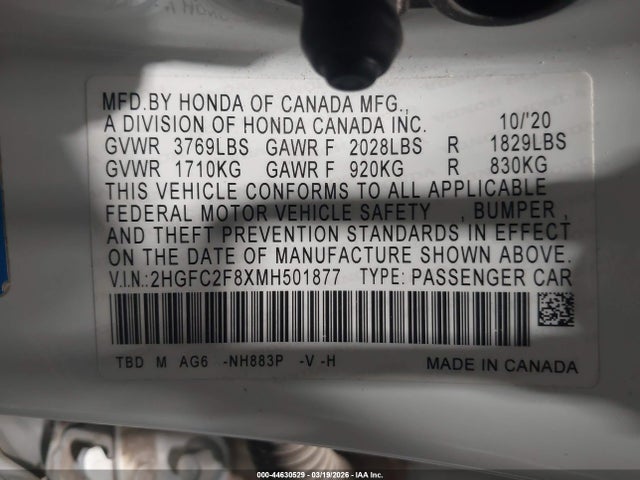 MFD.BY HONDA OF CANADA MFG.,
A DIVISION OF HONDA CANADA INC. 10/'20
GVWR 3769LBS GAWR F 2028LBS R 1829LBS
GVWR 1710KG GAWR F 920KG R 830KG
THIS VEHICLE CONFORMS TO ALL APPLICABLE
FEDERAL MOTOR VEHICLE SAFETY , BUMPER ,
AND THEFT PREVENTION STANDARDS IN EFFECT
ON THE DATE OF MANUFACTURE SHOWN ABOVE.
V.I.N.: 2HGFC2F8XMH501877 TYPE: PASSENGER CAR
TBD M AG6 -NH883P -V -H MADE IN CANADA
000-44630529 - 03/19/2026 - IAA Inc.